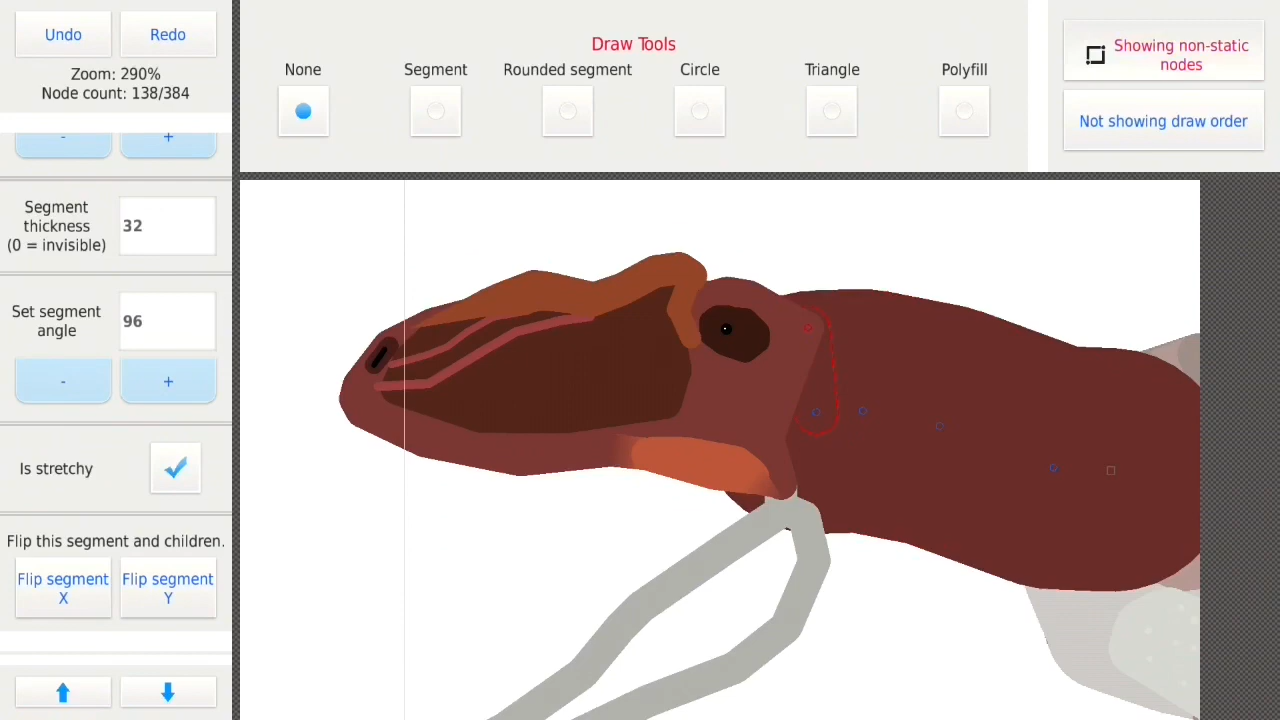 Undo
Redo
Zoom: 290%
Node count: 138/384
-
+
Segment
thickness
(0 = invisible)
32
Set segment
angle
96
-
+
Is stretchy
Flip this segment and children.
Flip segment
X
Flip segment
Y
Draw Tools
None
Segment
Rounded segment
Circle
Triangle
Polyfill
Showing non-static
nodes
Not showing draw order